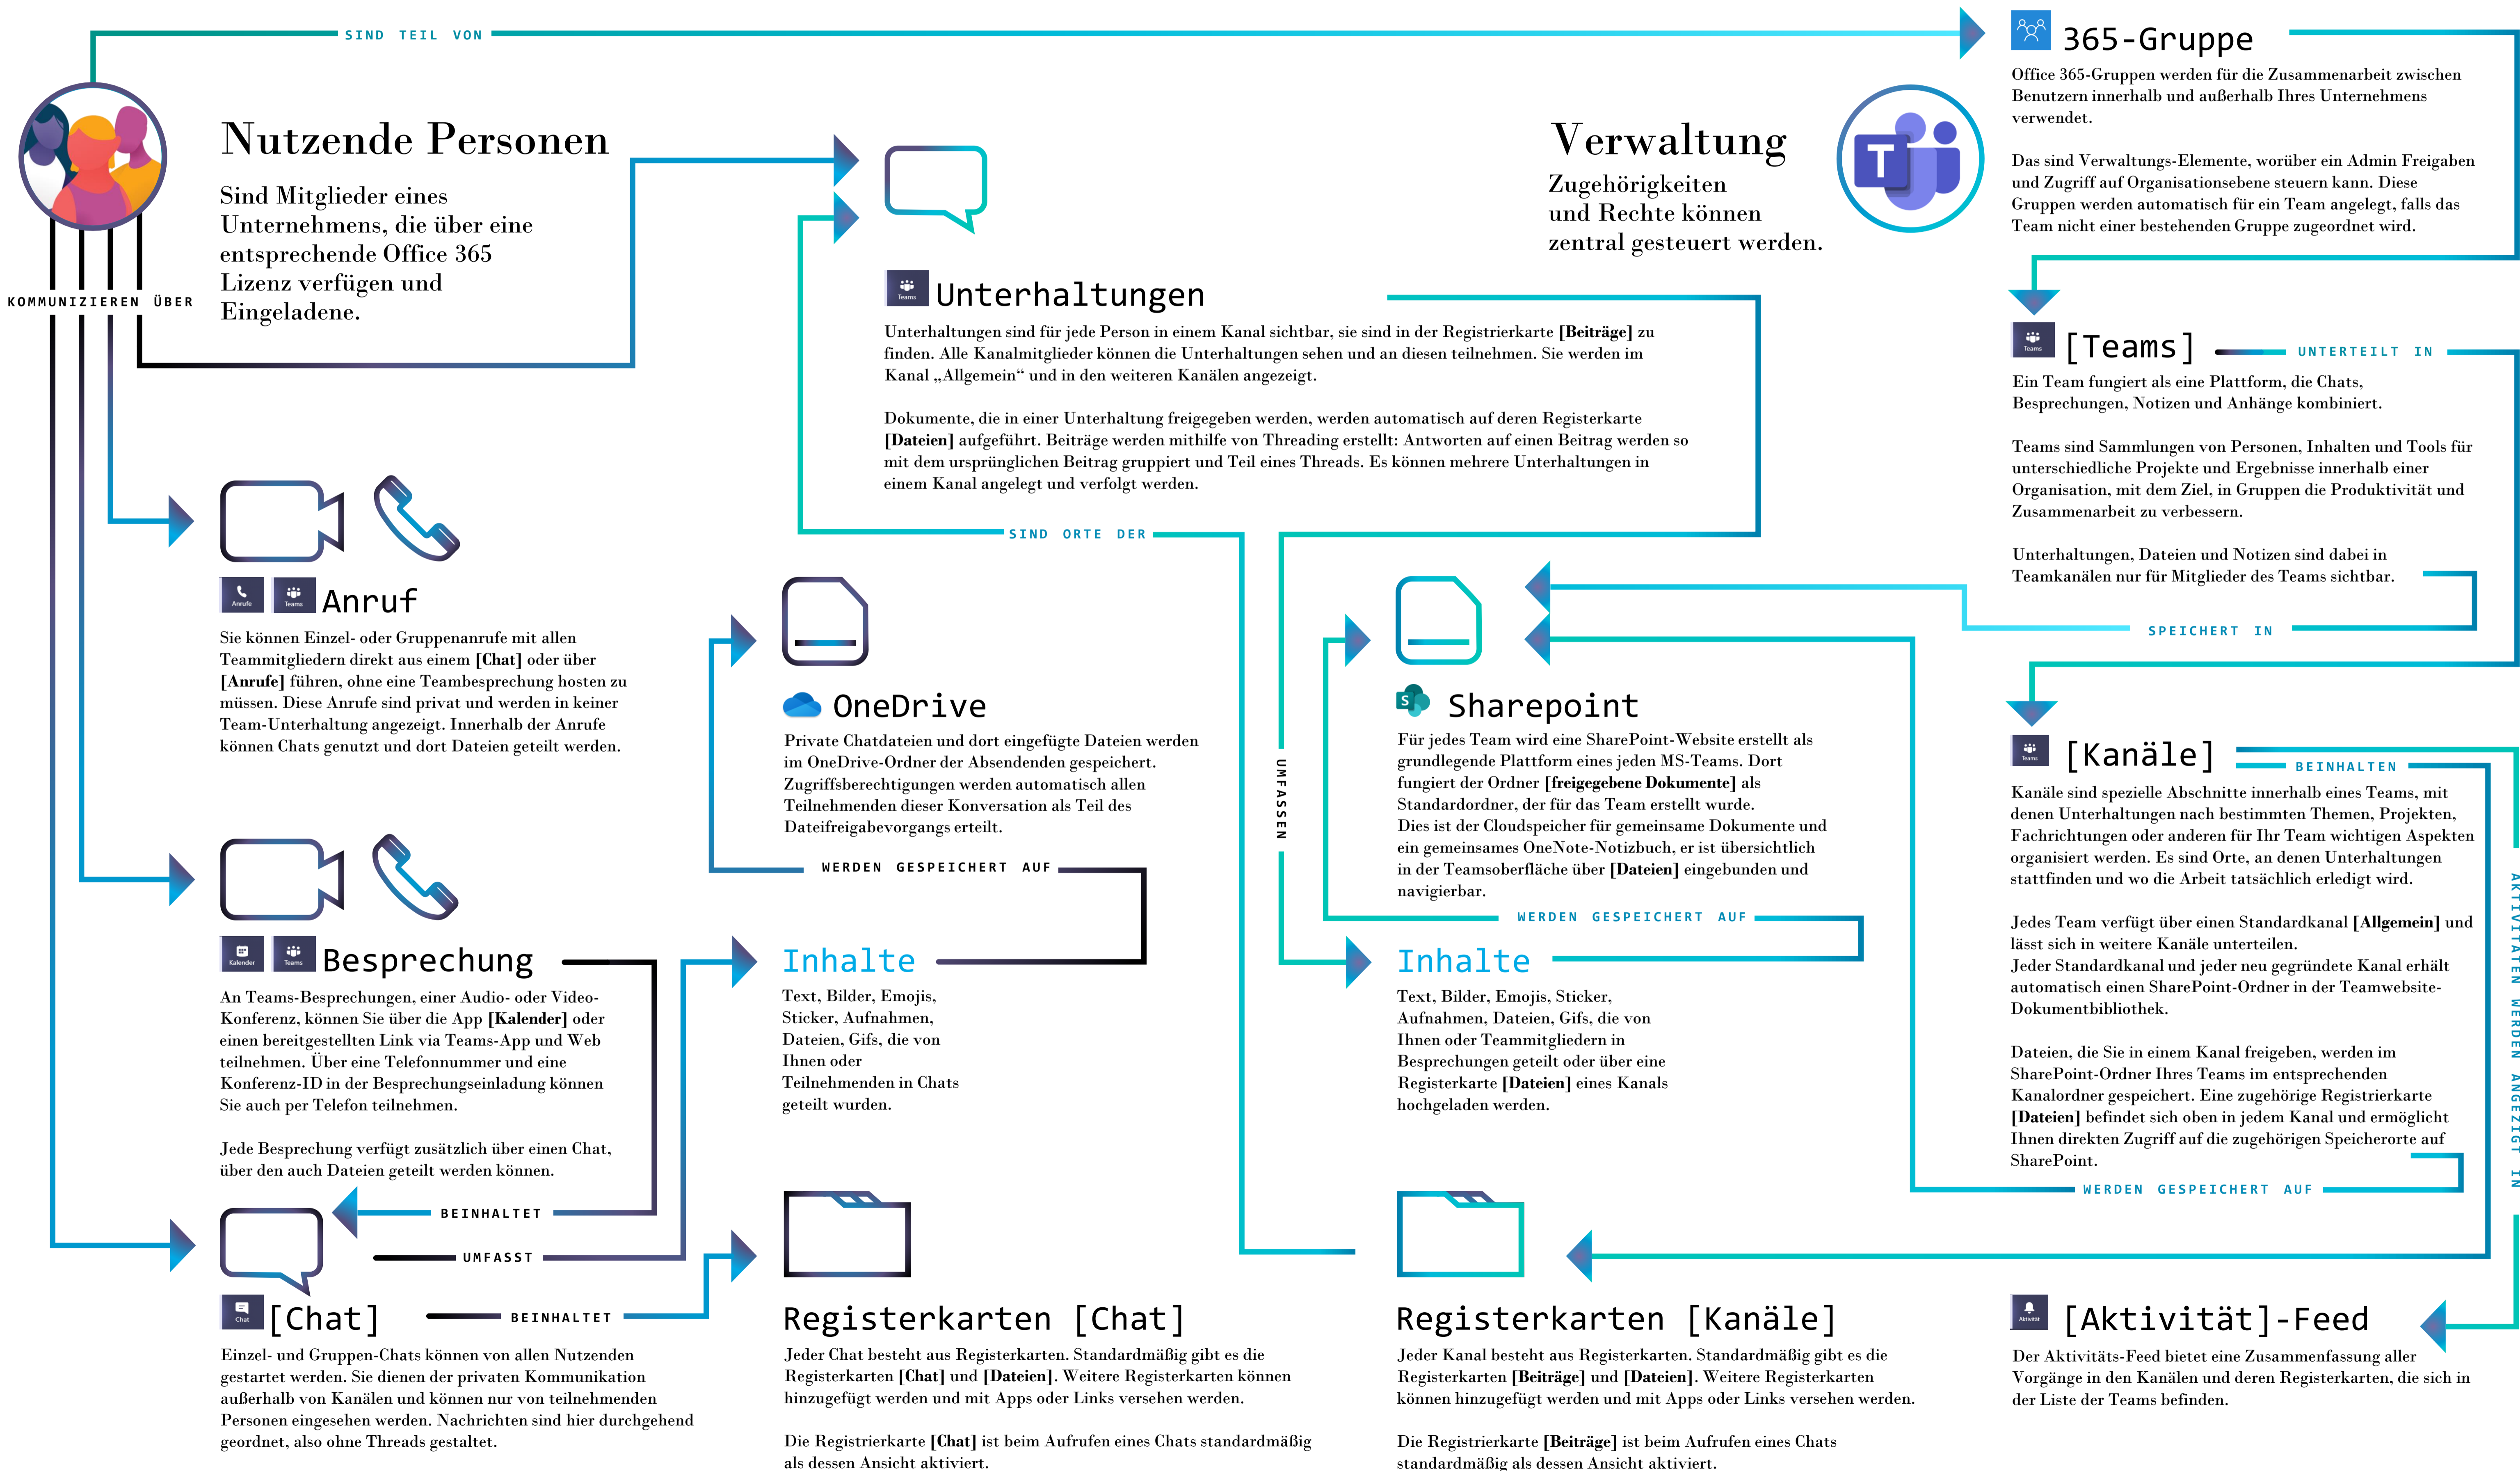 SIND TEIL VON
Nutzende Personen
Sind Mitglieder eines
Unternehmens, die über eine
entsprechende Office 365
Lizenz verfügen und
Eingeladene.
KOMMUNIZIEREN ÜBER
Verwaltung
Zugehörigkeiten
und Rechte können
zentral gesteuert werden.
T
365-Gruppe
Office 365-Gruppen werden für die Zusammenarbeit zwischen
Benutzern innerhalb und außerhalb Ihres Unternehmens
verwendet.
Das sind Verwaltungs-Elemente, worüber ein Admin Freigaben
und Zugriff auf Organisationsebene steuern kann. Diese
Gruppen werden automatisch für ein Team angelegt, falls das
Team nicht einer bestehenden Gruppe zugeordnet wird.
Teams
Unterhaltungen
Unterhaltungen sind für jede Person in einem Kanal sichtbar, sie sind in der Registrierkarte [Beiträge] zu
finden. Alle Kanalmitglieder können die Unterhaltungen sehen und an diesen teilnehmen. Sie werden im
Kanal „Allgemein“ und in den weiteren Kanälen angezeigt.
Dokumente, die in einer Unterhaltung freigegeben werden, werden automatisch auf deren Registerkarte
[Dateien] aufgeführt. Beiträge werden mithilfe von Threading erstellt: Antworten auf einen Beitrag werden so
mit dem ursprünglichen Beitrag gruppiert und Teil eines Threads. Es können mehrere Unterhaltungen in
einem Kanal angelegt und verfolgt werden.
SIND ORTE DER
Teams
[Teams]
UNTERTEILT IN
Ein Team fungiert als eine Plattform, die Chats,
Besprechungen, Notizen und Anhänge kombiniert.
Teams sind Sammlungen von Personen, Inhalten und Tools für
unterschiedliche Projekte und Ergebnisse innerhalb einer
Organisation, mit dem Ziel, in Gruppen die Produktivität und
Zusammenarbeit zu verbessern.
Unterhaltungen, Dateien und Notizen sind dabei in
Teamkanälen nur für Mitglieder des Teams sichtbar.
SPEICHERT IN
Anrufe
Teams
Anruf
Sie können Einzel- oder Gruppenanrufe mit allen
Teammitgliedern direkt aus einem [Chat] oder über
[Anrufe] führen, ohne eine Teambesprechung hosten zu
müssen. Diese Anrufe sind privat und werden in keiner
Team-Unterhaltung angezeigt. Innerhalb der Anrufe
können Chats genutzt und dort Dateien geteilt werden.
OneDrive
Private Chatdateien und dort eingefügte Dateien werden
im OneDrive-Ordner der Absendenden gespeichert.
Zugriffsberechtigungen werden automatisch allen
Teilnehmenden dieser Konversation als Teil des
Dateifreigabevorgangs erteilt.
WERDEN GESPEICHERT AUF
UMFASSEN
S
Sharepoint
Für jedes Team wird eine SharePoint-Website erstellt als
grundlegende Plattform eines jeden MS-Teams. Dort
fungiert der Ordner [freigegebene Dokumente] als
Standardordner, der für das Team erstellt wurde.
Dies ist der Cloudspeicher für gemeinsame Dokumente und
ein gemeinsames OneNote-Notizbuch, er ist übersichtlich
in der Teamsoberfläche über [Dateien] eingebunden und
navigierbar.
WERDEN GESPEICHERT AUF
Teams
[Kanäle]
BEINHALTEN
Kanäle sind spezielle Abschnitte innerhalb eines Teams, mit
denen Unterhaltungen nach bestimmten Themen, Projekten,
Fachrichtungen oder anderen für Ihr Team wichtigen Aspekten
organisiert werden. Es sind Orte, an denen Unterhaltungen
stattfinden und wo die Arbeit tatsächlich erledigt wird.
Jedes Team verfügt über einen Standardkanal [Allgemein] und
lässt sich in weitere Kanäle unterteilen.
Jeder Standardkanal und jeder neu gegründete Kanal erhält
automatisch einen SharePoint-Ordner in der Teamwebsite-
Dokumentbibliothek.
Dateien, die Sie in einem Kanal freigeben, werden im
SharePoint-Ordner Ihres Teams im entsprechenden
Kanalordner gespeichert. Eine zugehörige Registrierkarte
[Dateien] befindet sich oben in jedem Kanal und ermöglicht
Ihnen direkten Zugriff auf die zugehörigen Speicherorte auf
SharePoint.
WERDEN GESPEICHERT AUF
AKTIVITÄTEN WERDEN ANGEZIGT IN
Kalender
Teams
Besprechung
An Teams-Besprechungen, einer Audio- oder Video-
Konferenz, können Sie über die App [Kalender] oder
einen bereitgestellten Link via Teams-App und Web
teilnehmen. Über eine Telefonnummer und eine
Konferenz-ID in der Besprechungseinladung können
Sie auch per Telefon teilnehmen.
Jede Besprechung verfügt zusätzlich über einen Chat,
über den auch Dateien geteilt werden können.
BEINHALTET
UMFASST
Inhalte
Text, Bilder, Emojis,
Sticker, Aufnahmen,
Dateien, Gifs, die von
Ihnen oder
Teilnehmenden in Chats
geteilt wurden.
Inhalte
Text, Bilder, Emojis, Sticker,
Aufnahmen, Dateien, Gifs, die von
Ihnen oder Teammitgliedern in
Besprechungen geteilt oder über eine
Registerkarte [Dateien] eines Kanals
hochgeladen werden.
Chat
[Chat]
BEINHALTET
Einzel- und Gruppen-Chats können von allen Nutzenden
gestartet werden. Sie dienen der privaten Kommunikation
außerhalb von Kanälen und können nur von teilnehmenden
Personen eingesehen werden. Nachrichten sind hier durchgehend
geordnet, also ohne Threads gestaltet.
Registerkarten [Chat]
Jeder Chat besteht aus Registerkarten. Standardmäßig gibt es die
Registerkarten [Chat] und [Dateien]. Weitere Registerkarten können
hinzugefügt werden und mit Apps oder Links versehen werden.
Die Registrierkarte [Chat] ist beim Aufrufen eines Chats standardmäßig
als dessen Ansicht aktiviert.
Registerkarten [Kanäle]
Jeder Kanal besteht aus Registerkarten. Standardmäßig gibt es die
Registerkarten [Beiträge] und [Dateien]. Weitere Registerkarten
können hinzugefügt werden und mit Apps oder Links versehen werden.
Die Registrierkarte [Beiträge] ist beim Aufrufen eines Chats
standardmäßig als dessen Ansicht aktiviert.
Aktivität
[Aktivität]-Feed
Der Aktivitäts-Feed bietet eine Zusammenfassung aller
Vorgänge in den Kanälen und deren Registerkarten, die sich in
der Liste der Teams befinden.